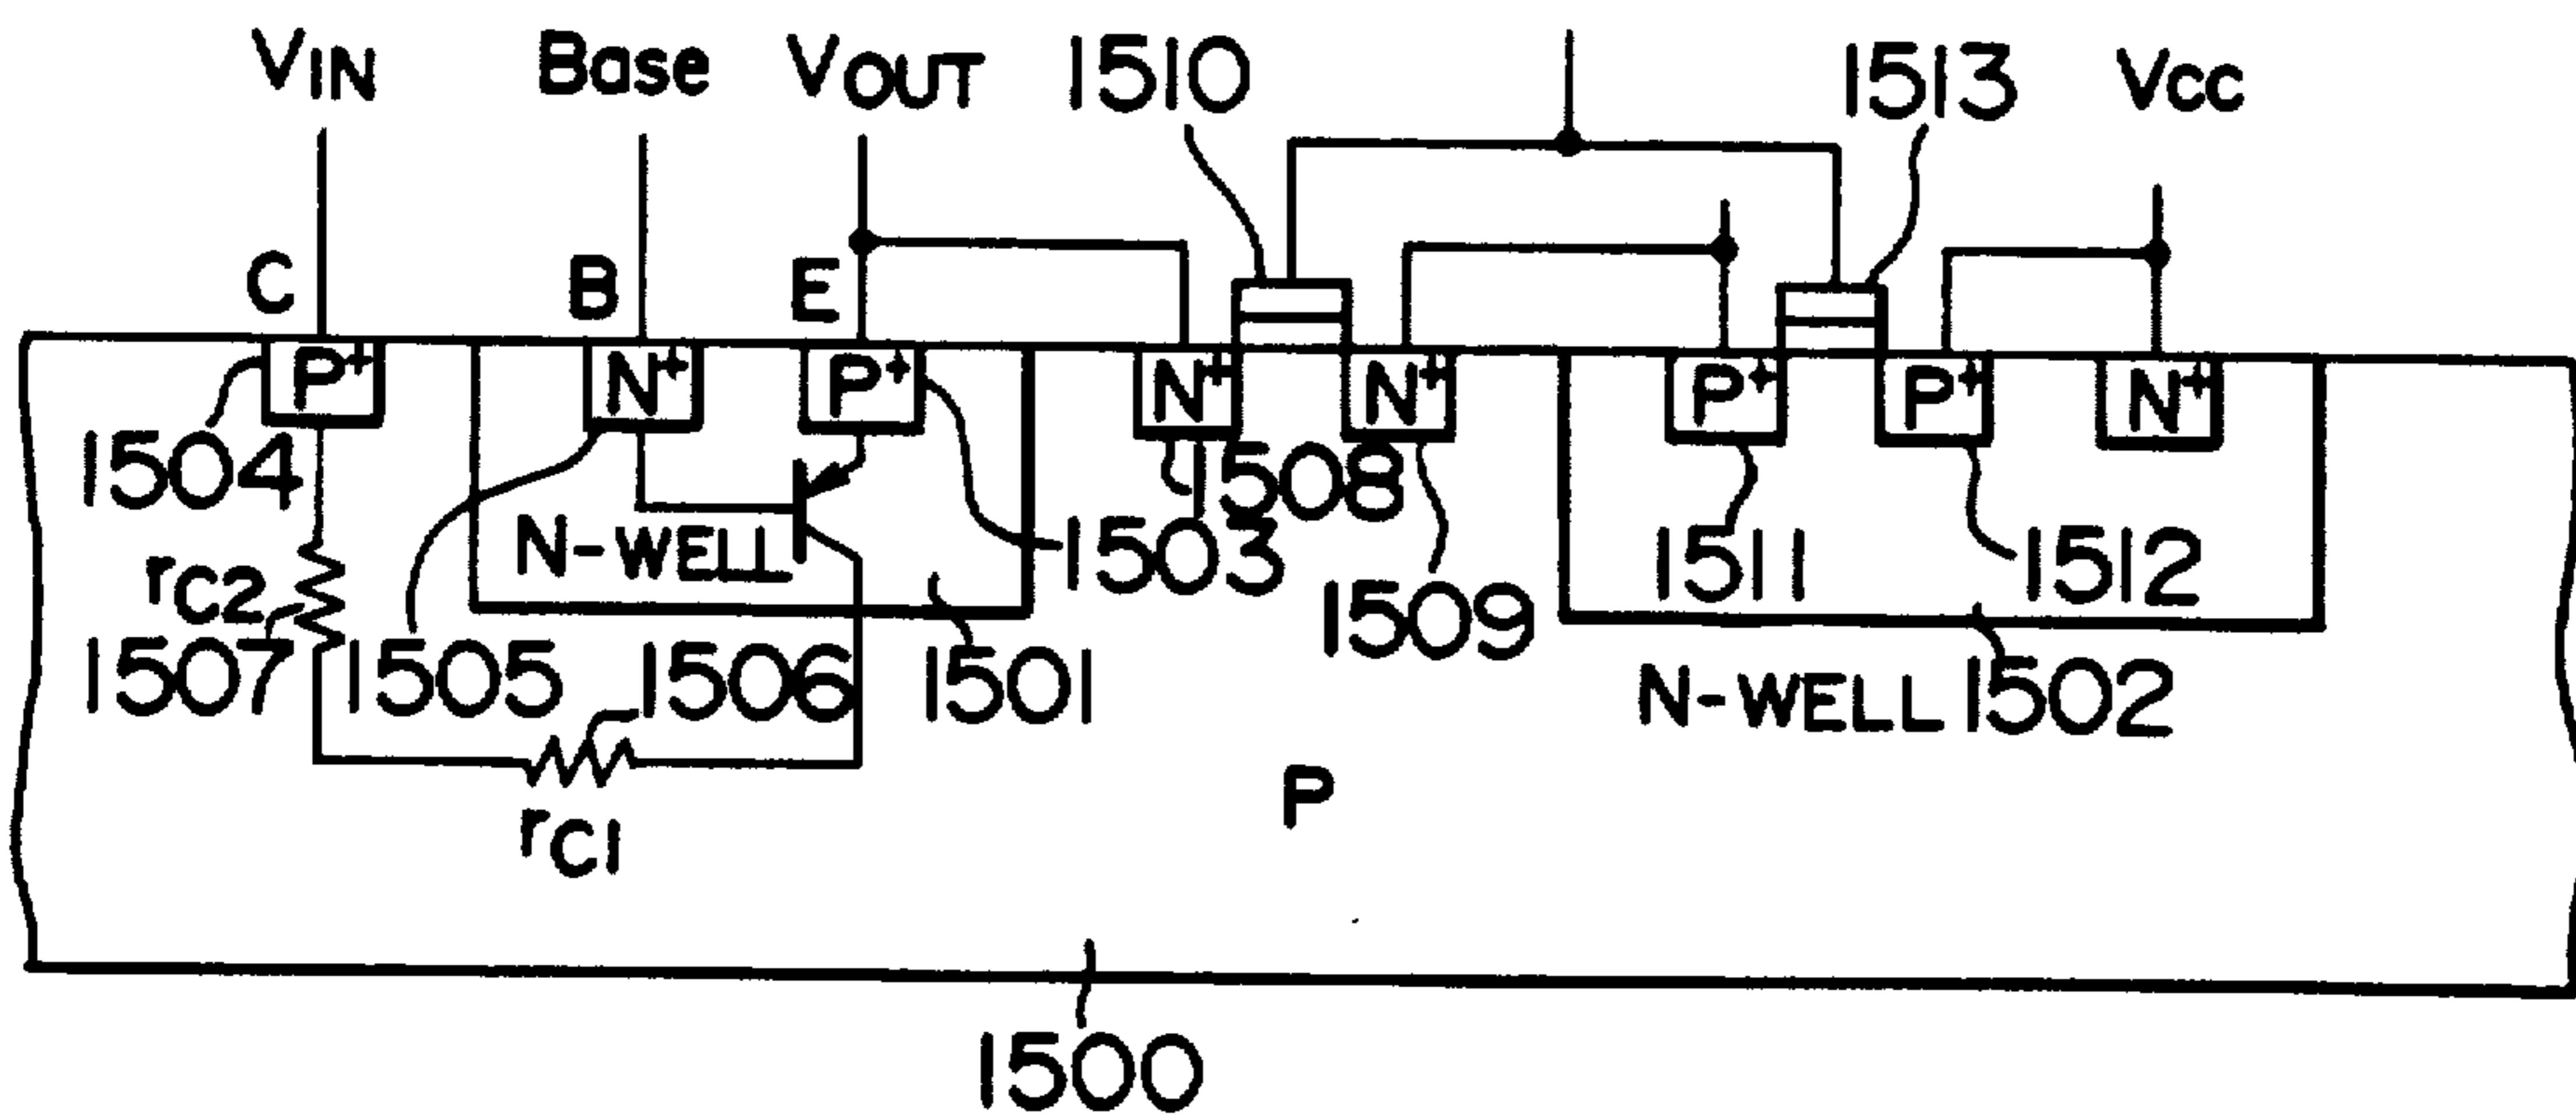 VIN Base VOUT 1510 1513 VCC
C B E
P+ N+ P+ N+ N+ P+ P+ N+
1504 1508
N-WELL 1503 1511 1512
rC2 1509
1507 1505 1506 1501 N-WELL 1502
P
rC1
1500